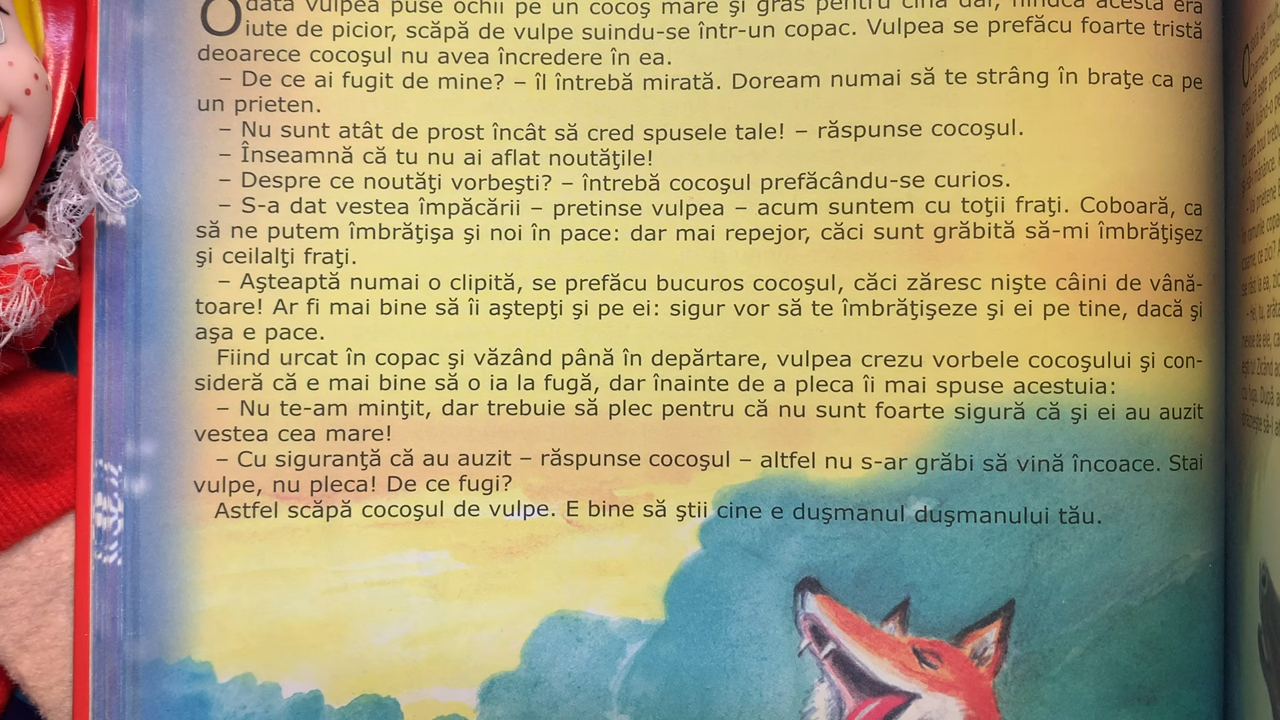 Odată vulpea puse ochii pe un cocoş mare şi gras pentru cină dar, fiindcă acesta era
iute de picior, scăpă de vulpe suindu-se într-un copac. Vulpea se prefăcu foarte tristă
deoarece cocoşul nu avea încredere în ea.
– De ce ai fugit de mine? – îl întrebă mirată. Doream numai să te strâng în braţe ca pe
un prieten.
– Nu sunt atât de prost încât să cred spusele tale! – răspunse cocoşul.
– Înseamnă că tu nu ai aflat noutăţile!
– Despre ce noutăţi vorbeşti? – întrebă cocoşul prefăcându-se curios.
– S-a dat vestea împăcării – pretinse vulpea – acum suntem cu toţii fraţi. Coboară, ca
să ne putem îmbrăţişa şi noi în pace: dar mai repejor, căci sunt grăbită să-mi îmbrăţişez
şi ceilalţi fraţi.
– Aşteaptă numai o clipită, se prefăcu bucuros cocoşul, căci zăresc nişte câini de vână-
toare! Ar fi mai bine să îi aştepţi şi pe ei: sigur vor să te îmbrăţişeze şi ei pe tine, dacă şi
aşa e pace.
Fiind urcat în copac şi văzând până în depărtare, vulpea crezu vorbele cocoşului şi con-
sideră că e mai bine să o ia la fugă, dar înainte de a pleca îi mai spuse acestuia:
– Nu te-am minţit, dar trebuie să plec pentru că nu sunt foarte sigură că şi ei au auzit
vestea cea mare!
– Cu siguranţă că au auzit – răspunse cocoşul – altfel nu s-ar grăbi să vină încoace. Stai
vulpe, nu pleca! De ce fugi?
Astfel scăpă cocoşul de vulpe. E bine să ştii cine e duşmanul duşmanului tău.